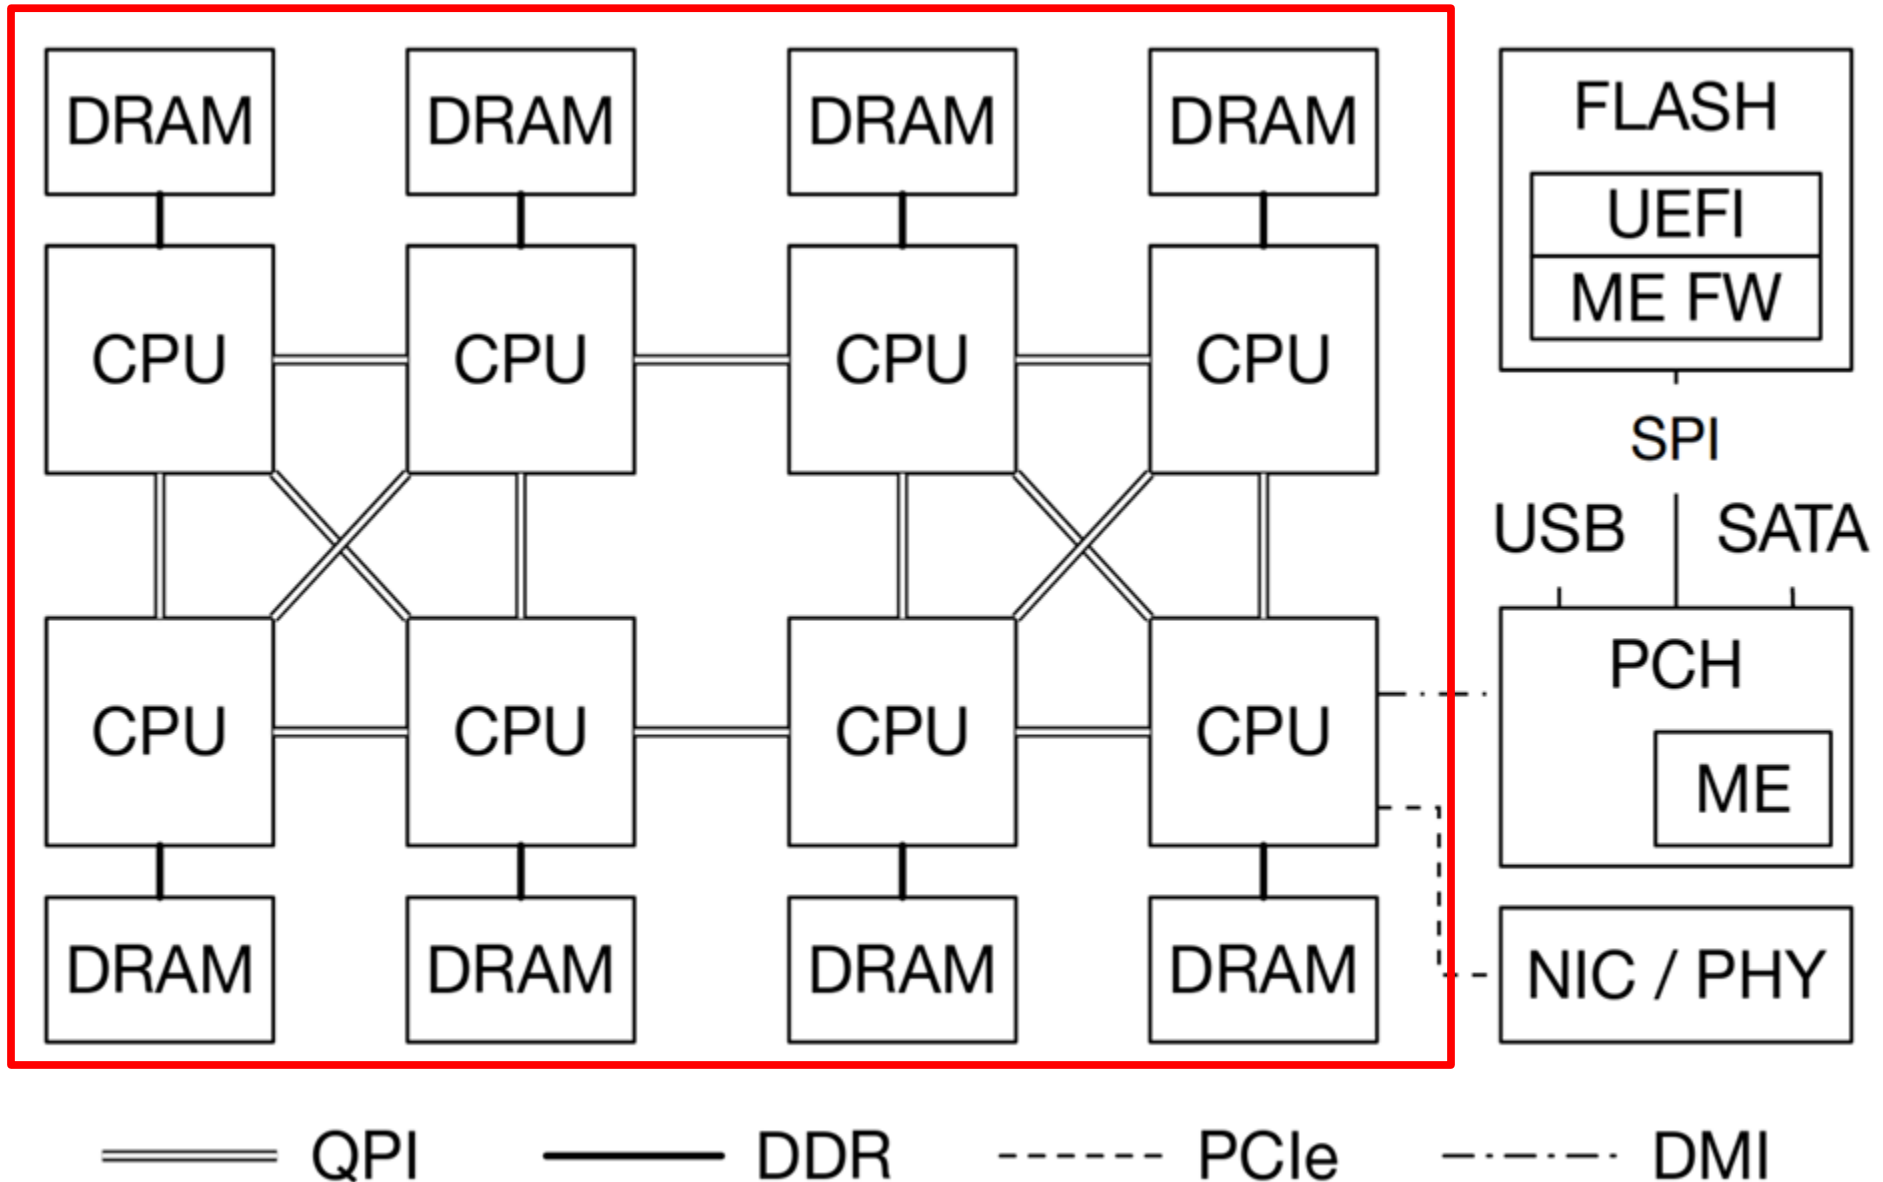 DRAM DRAM DRAM DRAM
CPU CPU CPU CPU
CPU CPU CPU CPU
DRAM DRAM DRAM DRAM
FLASH
UEFI
ME FW
SPI
USB SATA
PCH
ME
NIC / PHY
QPI DDR PCIe DMI